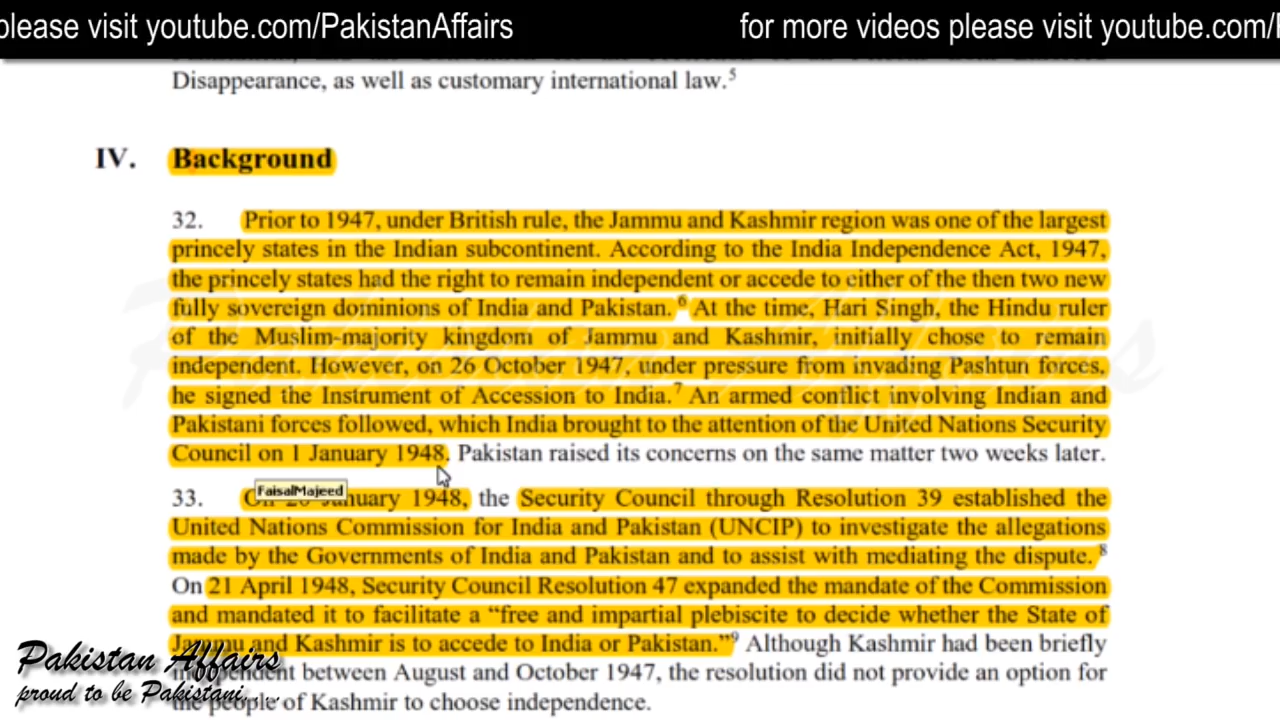 please visit youtube.com/PakistanAffairs for more videos please visit youtube.com/
Disappearance, as well as customary international law.5
IV. Background
32. Prior to 1947, under British rule, the Jammu and Kashmir region was one of the largest
princely states in the Indian subcontinent. According to the India Independence Act, 1947,
the princely states had the right to remain independent or accede to either of the then two new
fully sovereign dominions of India and Pakistan.6 At the time, Hari Singh, the Hindu ruler
of the Muslim-majority kingdom of Jammu and Kashmir, initially chose to remain
independent. However, on 26 October 1947, under pressure from invading Pashtun forces,
he signed the Instrument of Accession to India.7 An armed conflict involving Indian and
Pakistani forces followed, which India brought to the attention of the United Nations Security
Council on 1 January 1948. Pakistan raised its concerns on the same matter two weeks later.
FaisalMajeed
33. On 20 January 1948, the Security Council through Resolution 39 established the
United Nations Commission for India and Pakistan (UNCIP) to investigate the allegations
made by the Governments of India and Pakistan and to assist with mediating the dispute.8
On 21 April 1948, Security Council Resolution 47 expanded the mandate of the Commission
and mandated it to facilitate a “free and impartial plebiscite to decide whether the State of
Jammu and Kashmir is to accede to India or Pakistan.”9 Although Kashmir had been briefly
independent between August and October 1947, the resolution did not provide an option for
the people of Kashmir to choose independence.
Pakistan Affairs
proud to be Pakistani.....